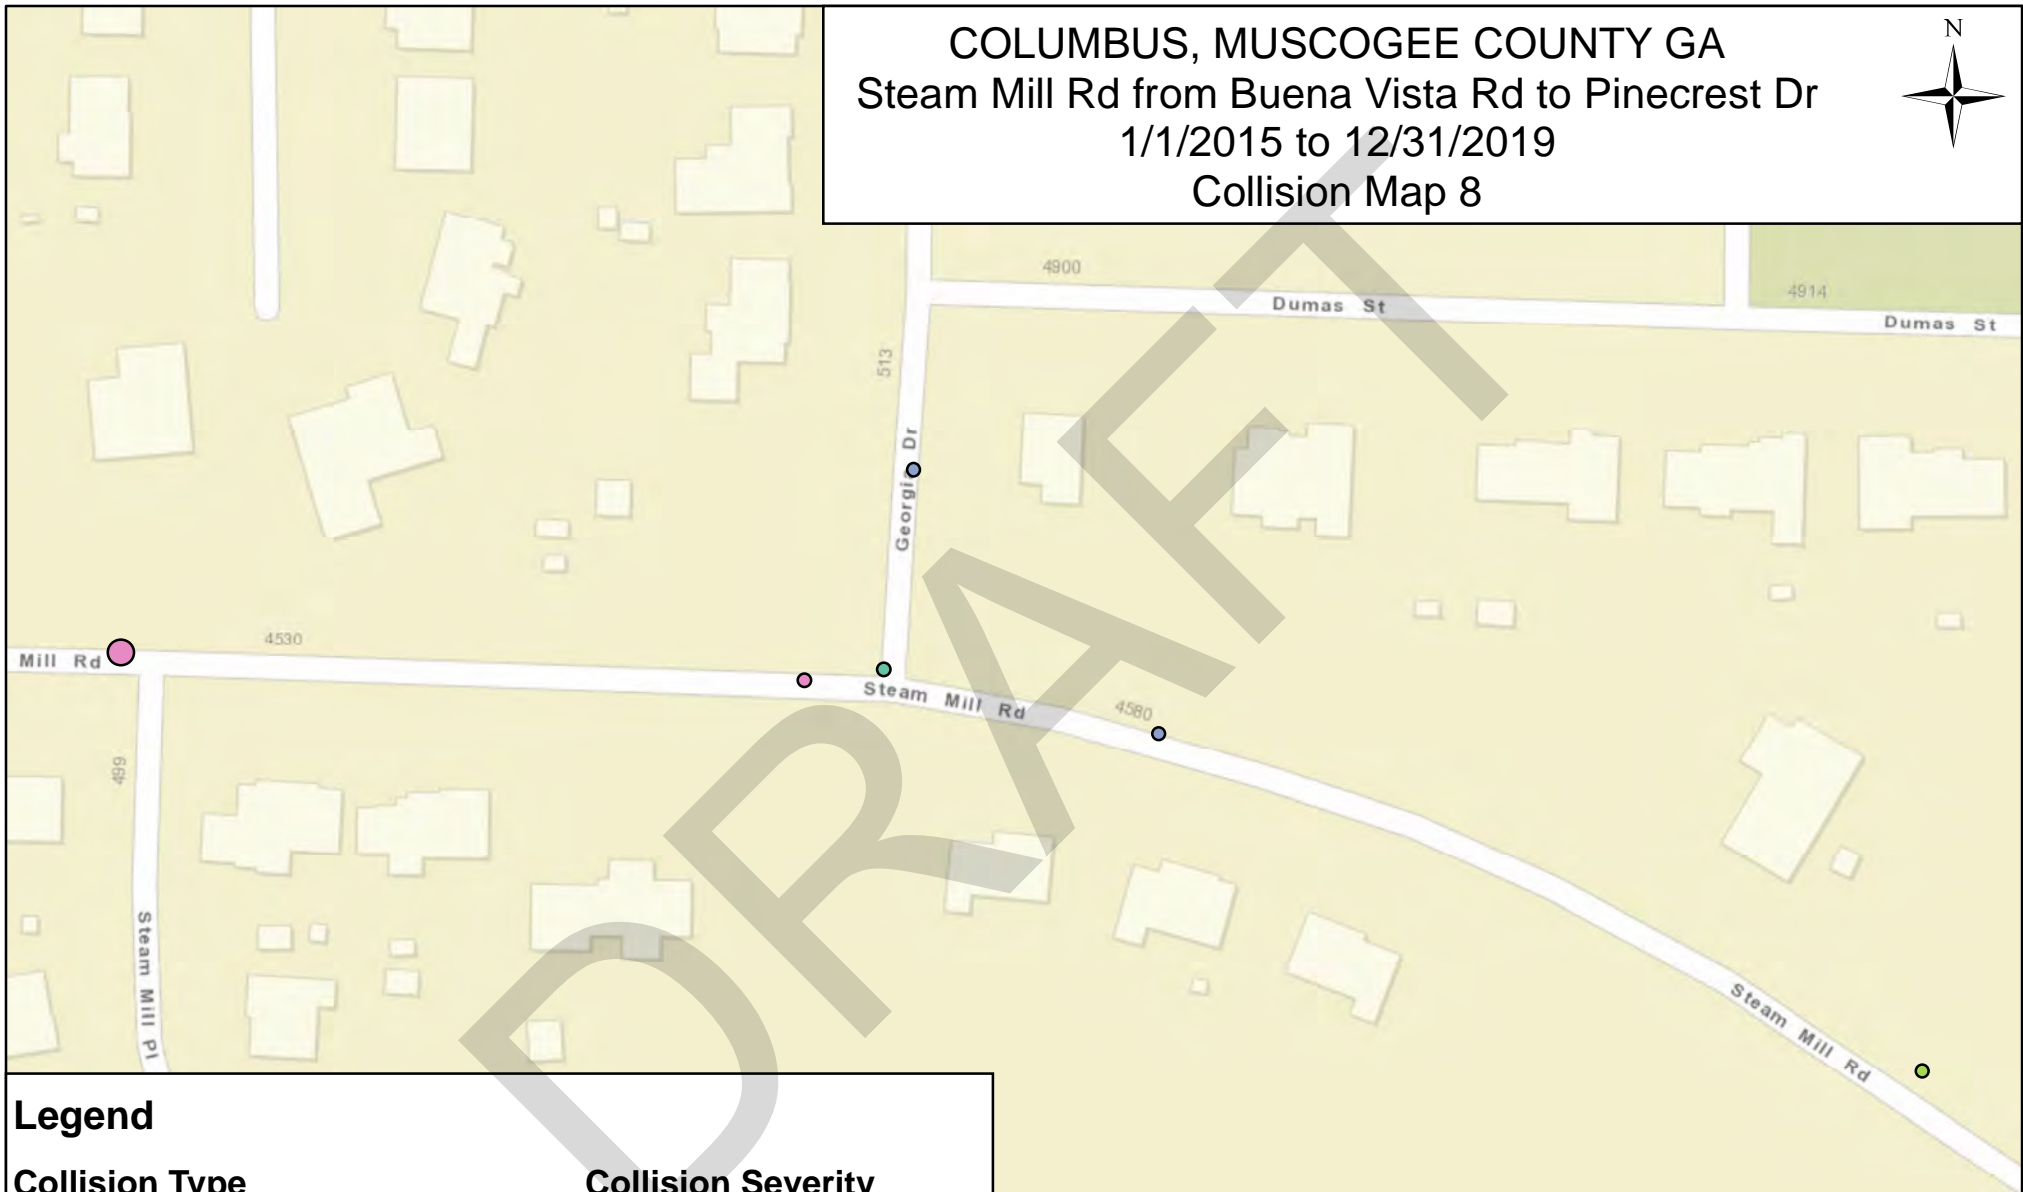 COLUMBUS, MUSCOGEE COUNTY GA
Steam Mill Rd from Buena Vista Rd to Pinecrest Dr
1/1/2015 to 12/31/2019
Collision Map 8
N
4900
Dumas St
4914
Dumas St
513
Georgia Dr
4530
Mill Rd
Steam Mill Rd
4580
499
Steam Mill Pl
Steam Mill Rd
DRAFT
Legend
Collision Type
Collision Severity